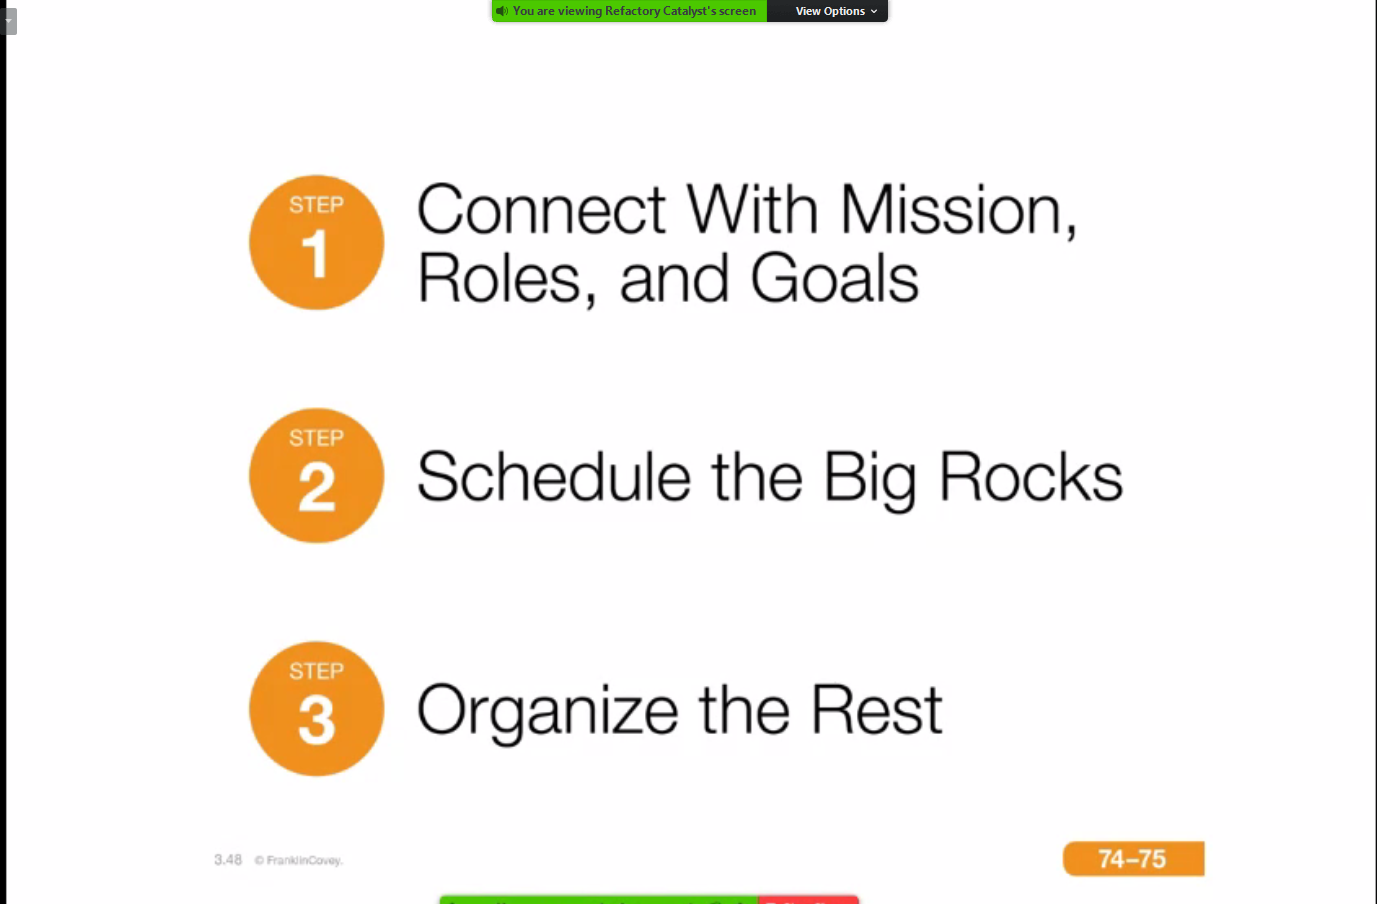 You are viewing Refactory Catalyst's screen
View Options
STEP
1
Connect With Mission,
Roles, and Goals
STEP
2
Schedule the Big Rocks
STEP
3
Organize the Rest
3.48 © FranklinCovey.
74–75